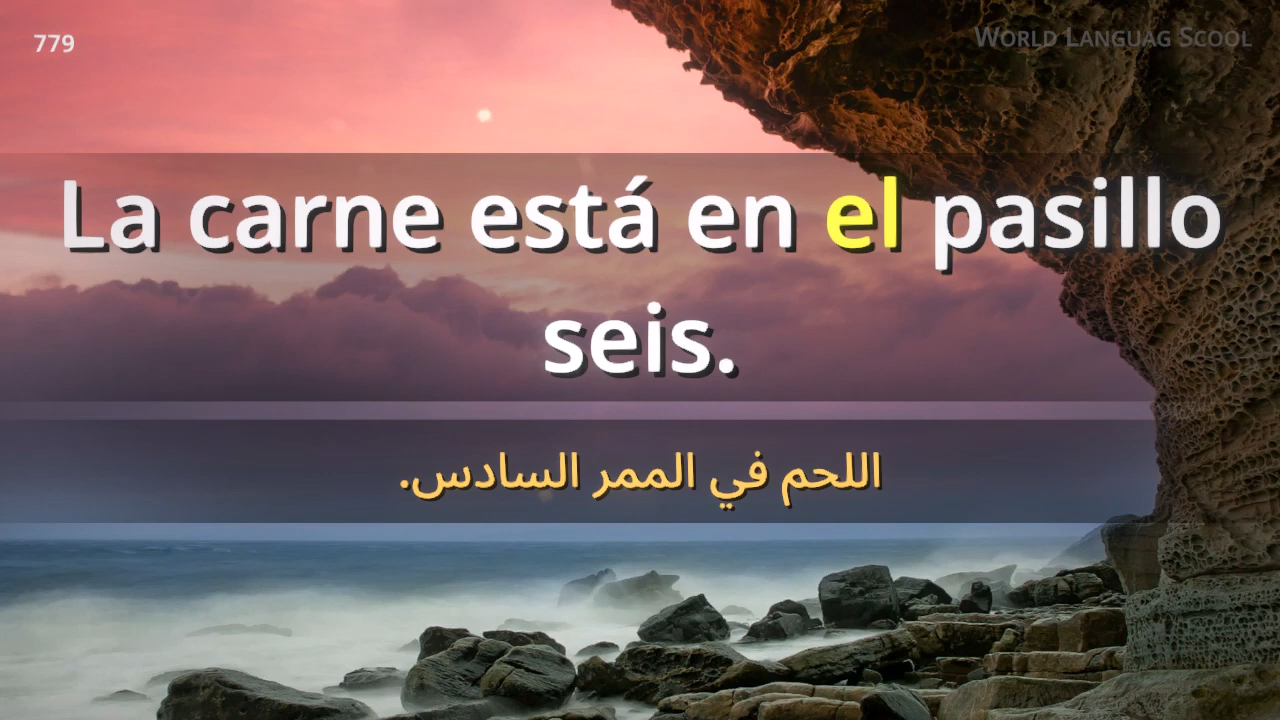 779
WORLD LANGUAG SCOOL
La carne está en el pasillo
seis.
اللحم في الممر السادس.